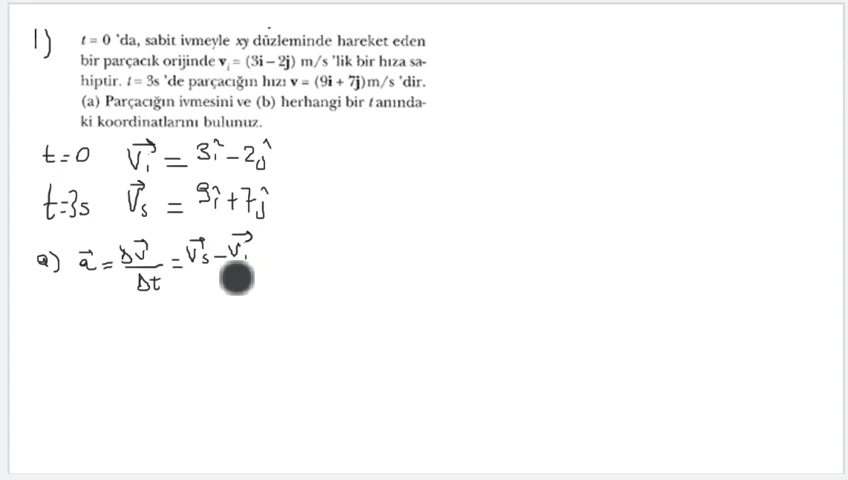 1) t = 0 'da, sabit ivmeyle xy düzleminde hareket eden
bir parçacık orijinde vᵢ = (3i – 2j) m/s 'lik bir hıza sa-
hiptir. t = 3s 'de parçacığın hızı v = (9i + 7j)m/s 'dir.
(a) Parçacığın ivmesini ve (b) herhangi bir t anında-
ki koordinatlarını bulunuz.
t=0 v⃗ᵢ = 3î – 2ĵ
t=3s v⃗ₛ = 9î + 7ĵ
a) a⃗ = Δv⃗/Δt = v⃗ₛ – v⃗ᵢ